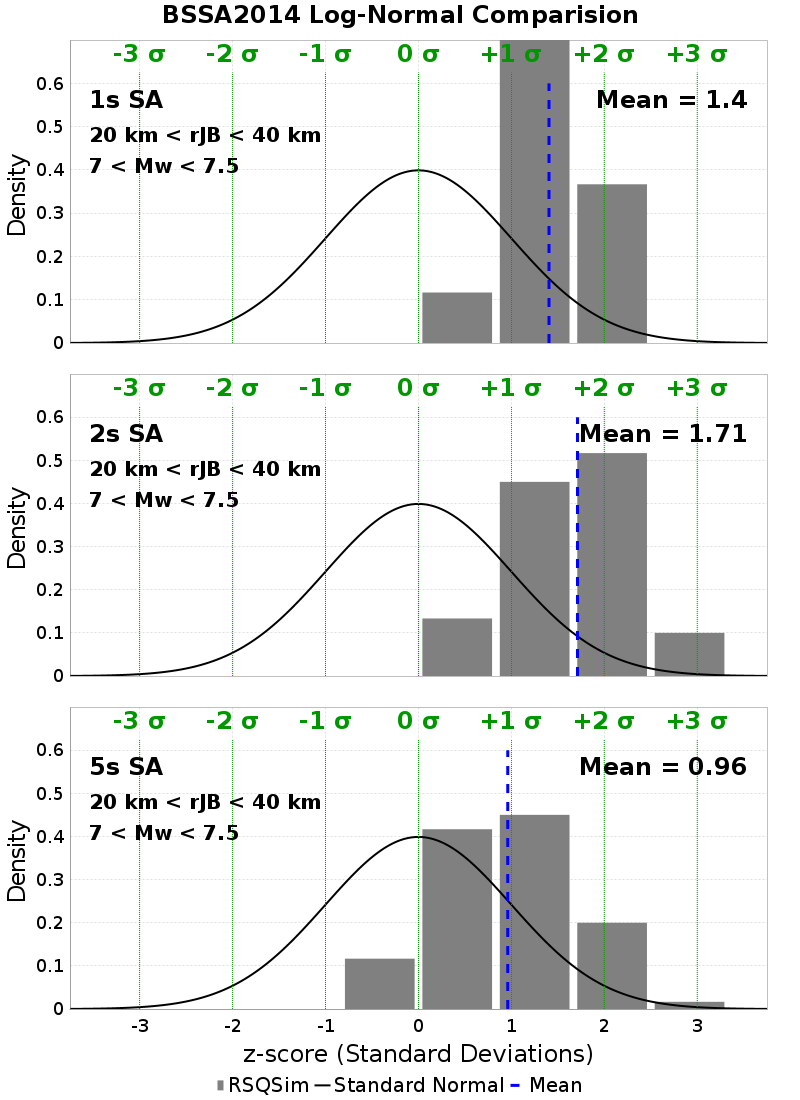 BSSA2014 Log-Normal Comparision
-3 σ -2 σ -1 σ 0 σ +1 σ +2 σ +3 σ
0.6
1s SA Mean = 1.4
0.5
20 km < rJB < 40 km
7 < Mw < 7.5
0.4
0.3
0.2
0.1
0
Density
-3 σ -2 σ -1 σ 0 σ +1 σ +2 σ +3 σ
0.6
2s SA Mean = 1.71
0.5
20 km < rJB < 40 km
7 < Mw < 7.5
0.4
0.3
0.2
0.1
0
Density
-3 σ -2 σ -1 σ 0 σ +1 σ +2 σ +3 σ
0.6
5s SA Mean = 0.96
0.5
20 km < rJB < 40 km
7 < Mw < 7.5
0.4
0.3
0.2
0.1
0
Density
-3 -2 -1 0 1 2 3
z-score (Standard Deviations)
RSQSim Standard Normal Mean